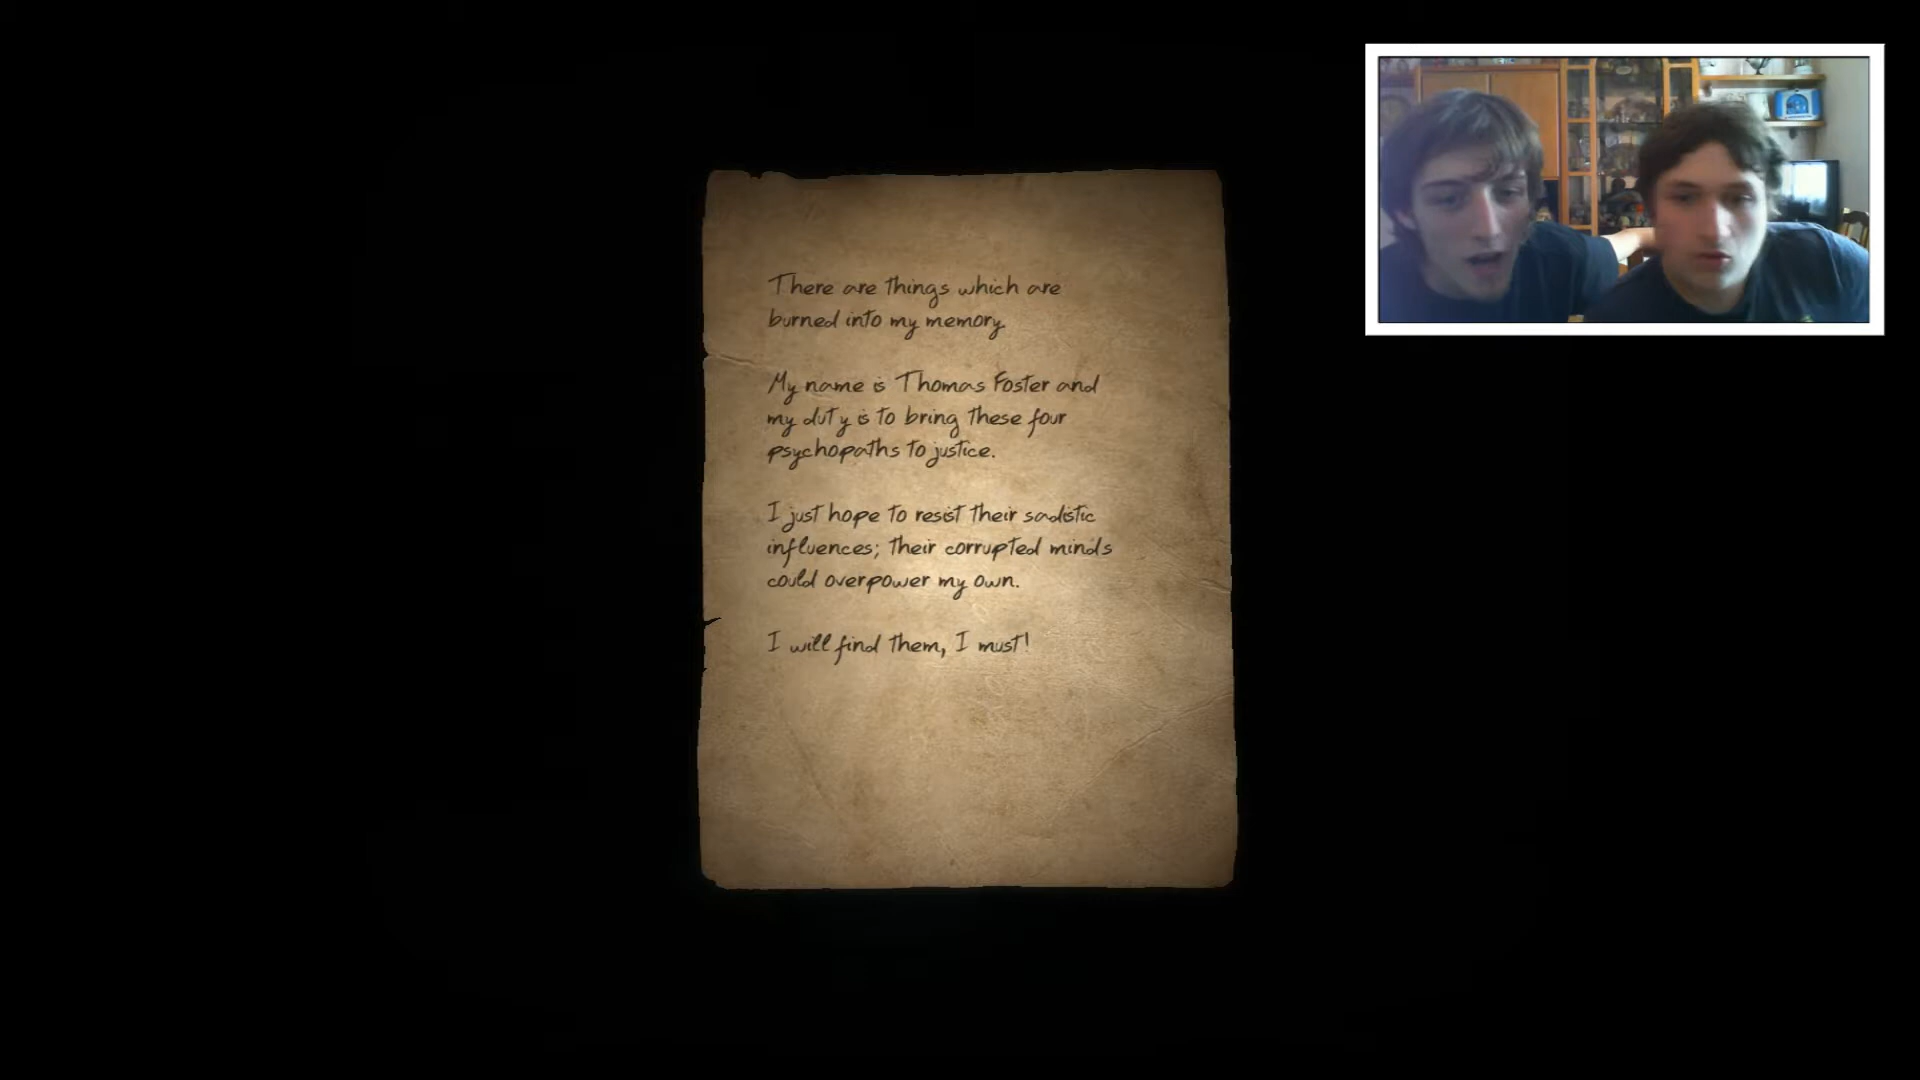 There are things which are
burned into my memory.
My name is Thomas Foster and
my duty is to bring these four
psychopaths to justice.
I just hope to resist their sadistic
influences; their corrupted minds
could overpower my own.
I will find them, I must!